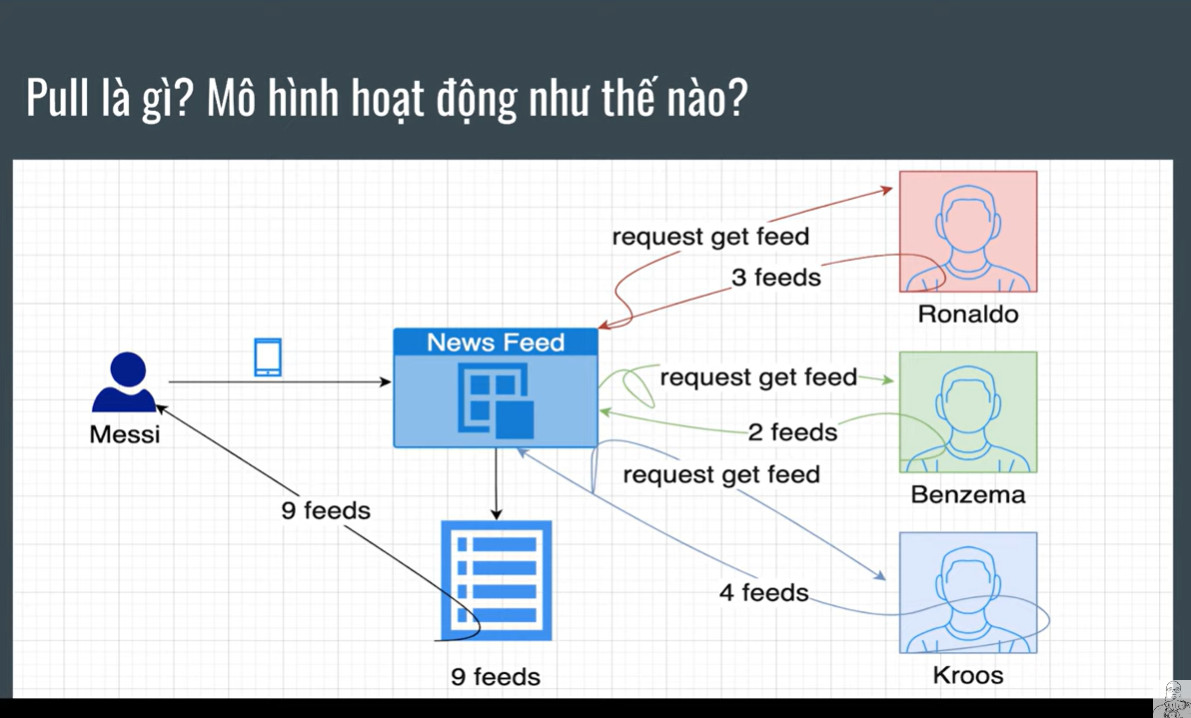 Pull là gì? Mô hình hoạt động như thế nào?
request get feed
3 feeds
Ronaldo
News Feed
request get feed
2 feeds
Benzema
Messi
request get feed
9 feeds
4 feeds
9 feeds
Kroos